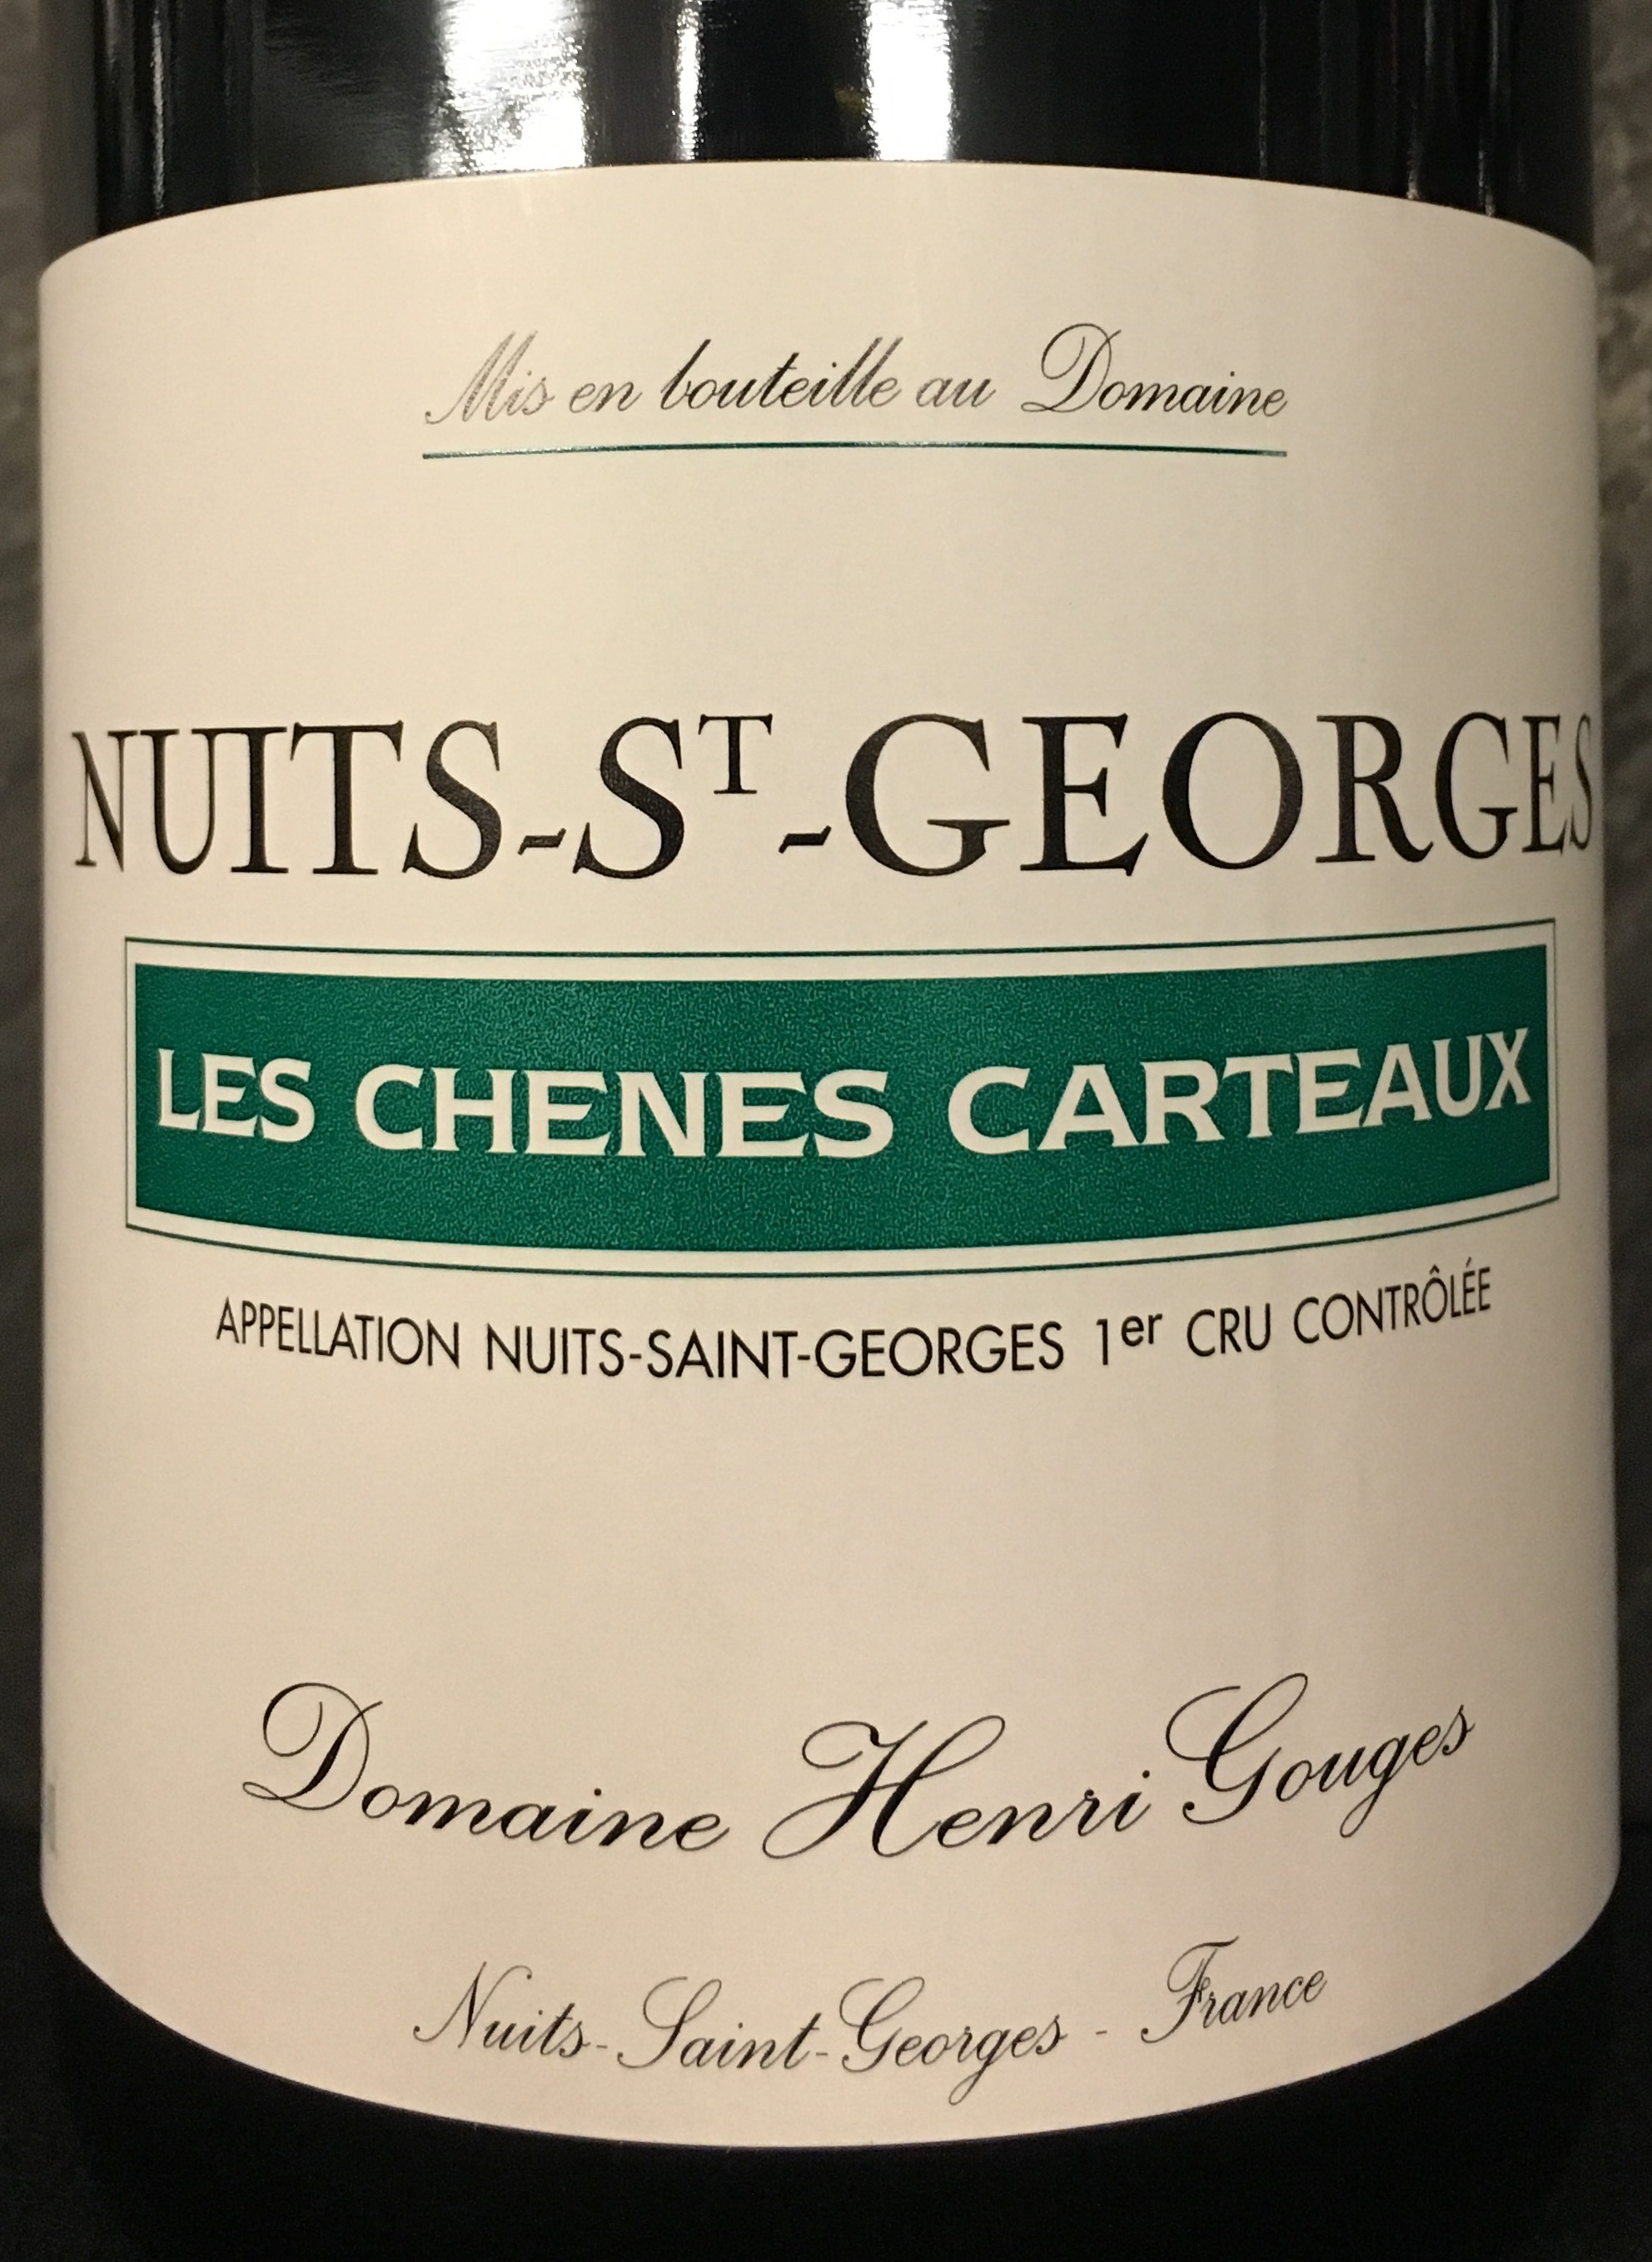 Mis en bouteille au Domaine
NUITS-ST-GEORGES
LES CHENES CARTEAUX
APPELLATION NUITS-SAINT-GEORGES 1er CRU CONTRÔLÉE
Domaine Henri Gouges
Nuits-Saint-Georges - France